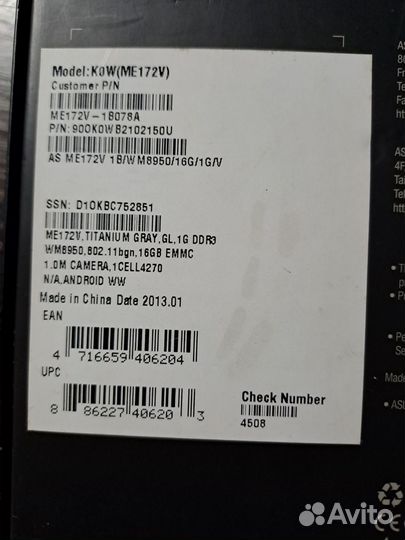 Model:K0W(ME172V)
Customer P/N
ME172V-1B078A
P/N:90OK0WB2102150U
AS ME172V 1B/WM8950/16G/1G/V
SSN: D1OKBC752851
ME172V,TITANIUM GRAY,GL,1G DDR3
WM8950,802.11bgn,16GB EMMC
1.0M CAMERA,1CELL4270
N/A,ANDROID WW
Made in China Date 2013.01
EAN
4 716659 406204
UPC
8 86227 40620 3
Check Number
4508
Avito